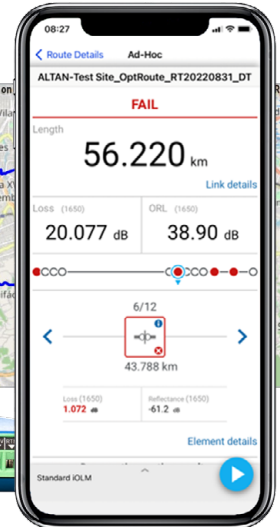 08:27
Route Details
Ad-Hoc
ALTAN-Test Site_OptRoute_RT20220831_DT
FAIL
Length
56.220 km
Link details
Loss (1650)
ORL (1650)
20.077 dB
38.90 dB
6/12
43.788 km
Loss (1650)
Reflectance (1650)
1.072 dB
-61.2 dB
Element details
Standard iOLM